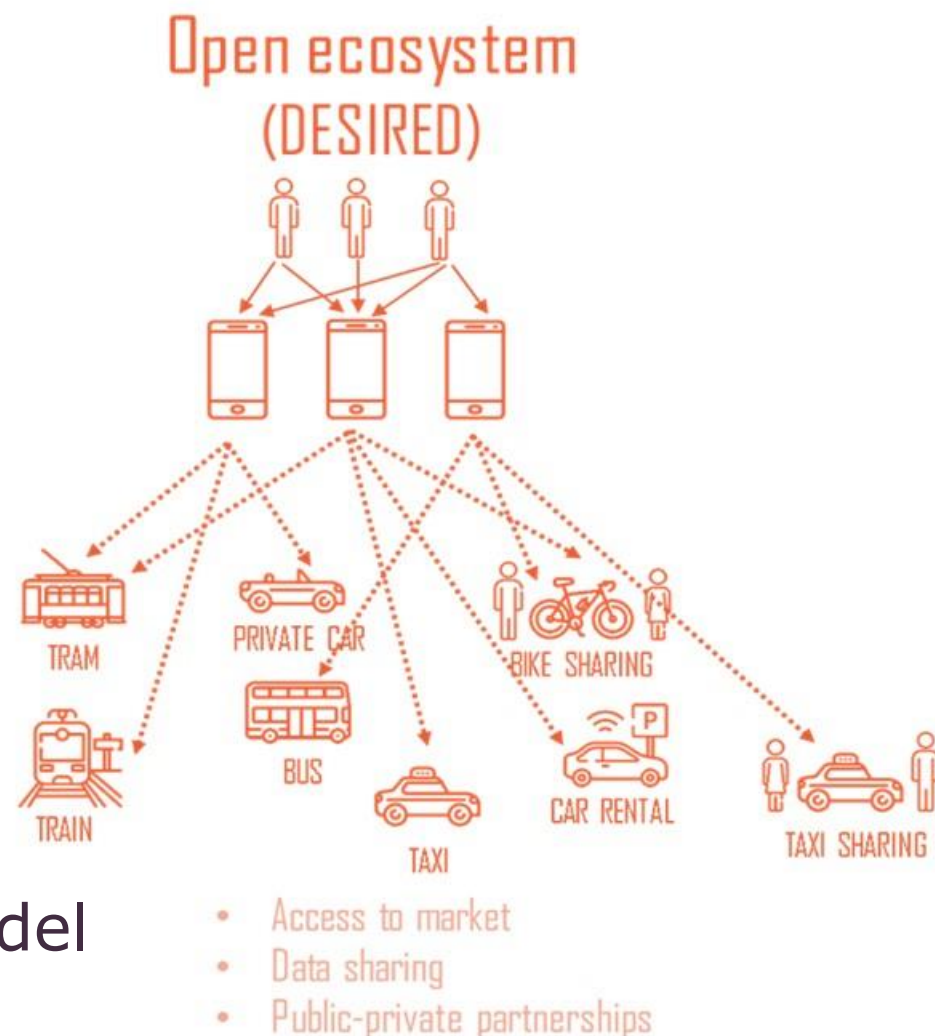 Open ecosystem
(DESIRED)
TRAM
PRIVATE CAR
BIKE SHARING
P
TRAIN
BUS
TAXI
CAR RENTAL
TAXI SHARING
del
• Access to market
• Data sharing
• Public-private partnerships